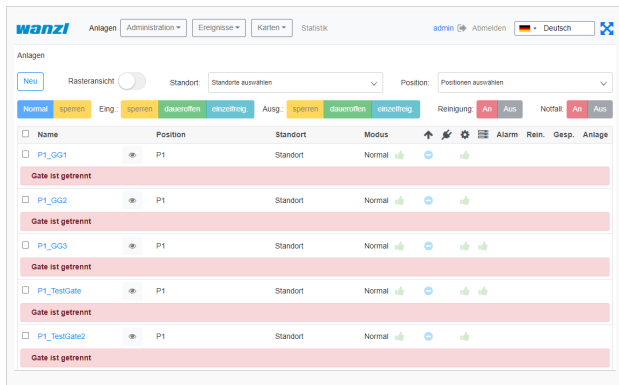 wanzl Anlagen Administration Ereignisse Karten Statistik admin Abmelden Deutsch
Anlagen
Neu Rasteransicht Standort: Standorte auswählen Position: Positionen auswählen
Normal sperren Eing.: sperren daueroffen einzelfreig. Ausg.: sperren daueroffen einzelfreig. Reinigung: An Aus Notfall: An Aus
Name Position Standort Modus Alarm Rein. Gesp. Anlage
P1_GG1 P1 Standort Normal
Gate ist getrennt
P1_GG2 P1 Standort Normal
Gate ist getrennt
P1_GG3 P1 Standort Normal
Gate ist getrennt
P1_TestGate P1 Standort Normal
Gate ist getrennt
P1_TestGate2 P1 Standort Normal
Gate ist getrennt